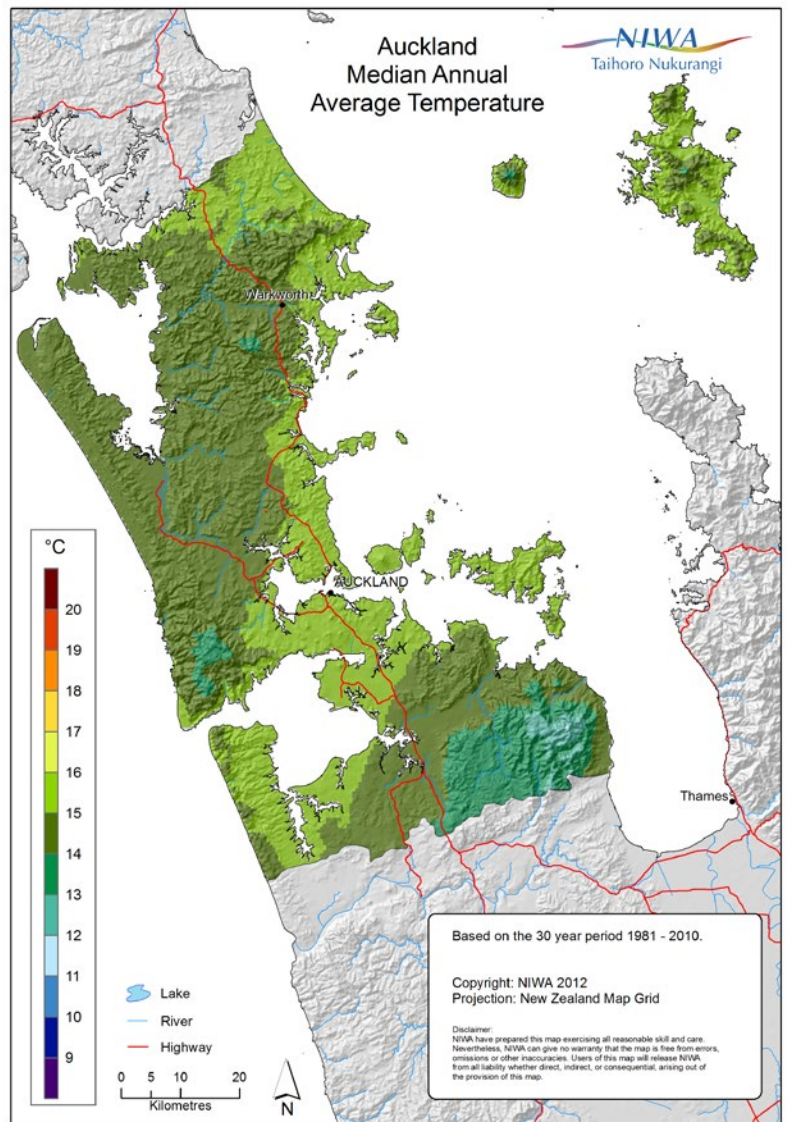 Auckland
Median Annual
Average Temperature
NIWA
Taihoro Nukurangi
Warkworth
AUCKLAND
Thames
°C
20
19
18
17
16
15
14
13
12
11
10
9
Lake
River
Highway
0 5 10 20
Kilometres
N
Based on the 30 year period 1981 - 2010.
Copyright: NIWA 2012
Projection: New Zealand Map Grid
Disclaimer:
NIWA have prepared this map exercising all reasonable skill and care.
Nevertheless, NIWA can give no warranty that the map is free from errors,
omissions or other inaccuracies. Users of this map will release NIWA
from all liability whether direct, indirect, or consequential, arising out of
the provision of this map.